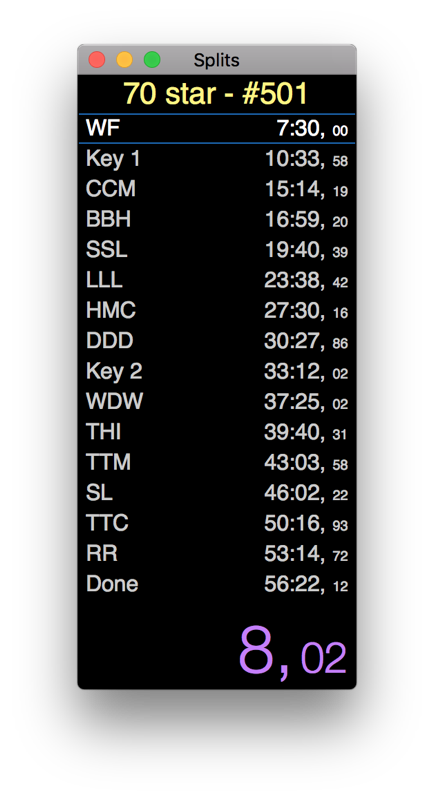 Splits
70 star - #501
WF 7:30, 00
Key 1 10:33, 58
CCM 15:14, 19
BBH 16:59, 20
SSL 19:40, 39
LLL 23:38, 42
HMC 27:30, 16
DDD 30:27, 86
Key 2 33:12, 02
WDW 37:25, 02
THI 39:40, 31
TTM 43:03, 58
SL 46:02, 22
TTC 50:16, 93
RR 53:14, 72
Done 56:22, 12
8, 02